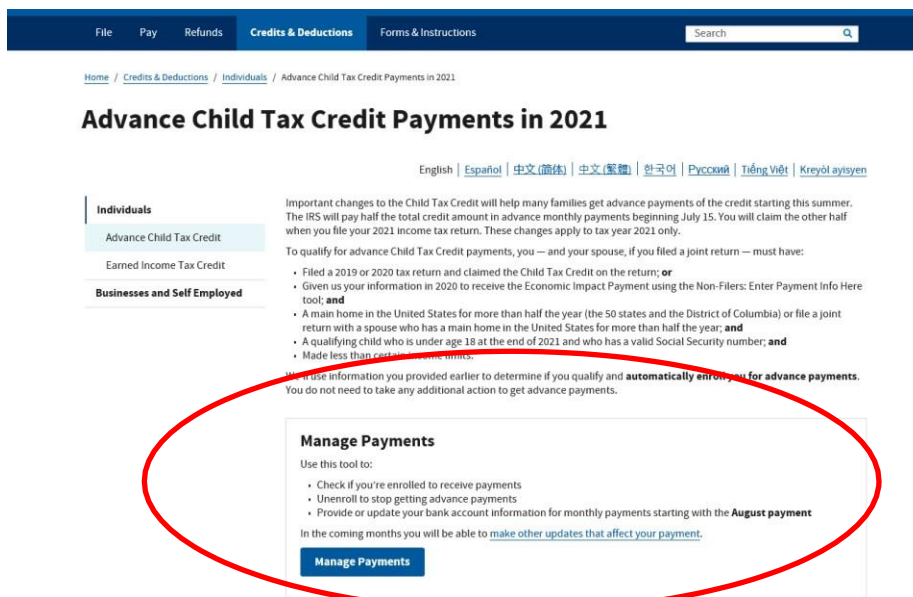 File Pay Refunds Credits & Deductions Forms & Instructions Search
Home / Credits & Deductions / Individuals / Advance Child Tax Credit Payments in 2021
Advance Child Tax Credit Payments in 2021
English | Español | 中文 (简体) | 中文 (繁體) | 한국어 | Русский | Tiếng Việt | Kreyòl ayisyen
Individuals
Advance Child Tax Credit
Earned Income Tax Credit
Businesses and Self Employed
Important changes to the Child Tax Credit will help many families get advance payments of the credit starting this summer.
The IRS will pay half the total credit amount in advance monthly payments beginning July 15. You will claim the other half
when you file your 2021 income tax return. These changes apply to tax year 2021 only.
To qualify for advance Child Tax Credit payments, you — and your spouse, if you filed a joint return — must have:
• Filed a 2019 or 2020 tax return and claimed the Child Tax Credit on the return; or
• Given us your information in 2020 to receive the Economic Impact Payment using the Non-Filers: Enter Payment Info Here
tool; and
• A main home in the United States for more than half the year (the 50 states and the District of Columbia) or file a joint
return with a spouse who has a main home in the United States for more than half the year; and
• A qualifying child who is under age 18 at the end of 2021 and who has a valid Social Security number; and
• Made less than certain income limits.
We'll use information you provided earlier to determine if you qualify and automatically enroll you for advance payments.
You do not need to take any additional action to get advance payments.
Manage Payments
Use this tool to:
• Check if you're enrolled to receive payments
• Unenroll to stop getting advance payments
• Provide or update your bank account information for monthly payments starting with the August payment
In the coming months you will be able to make other updates that affect your payment.
Manage Payments